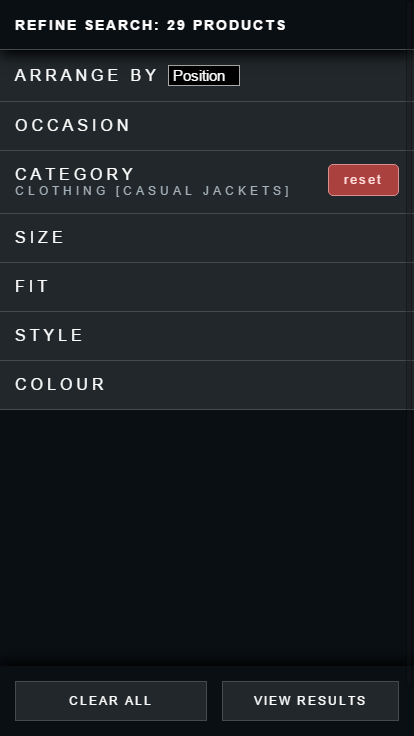 REFINE SEARCH: 29 PRODUCTS
ARRANGE BY Position
OCCASION
CATEGORY
CLOTHING [CASUAL JACKETS]
reset
SIZE
FIT
STYLE
COLOUR
CLEAR ALL
VIEW RESULTS